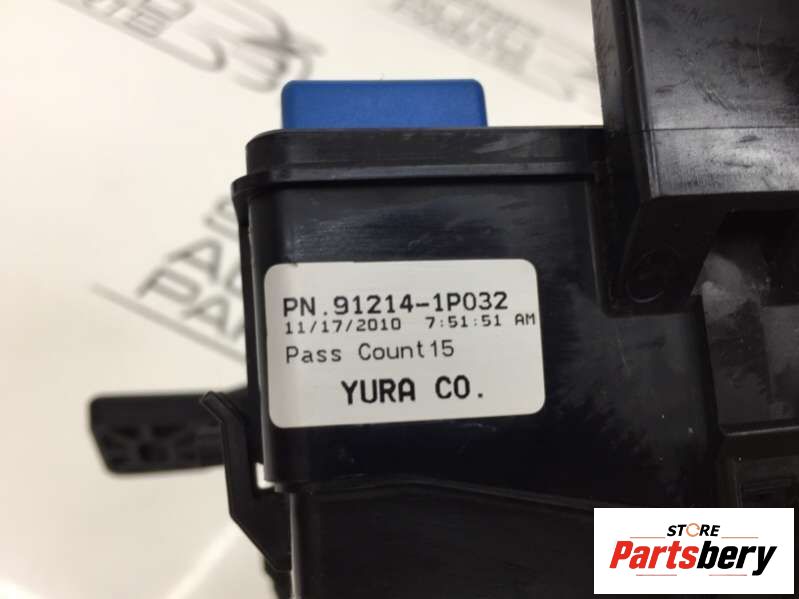 PN.91214-1P032
11/17/2010 7:51:51 AM
Pass Count15
YURA CO.
STORE
Partsbery